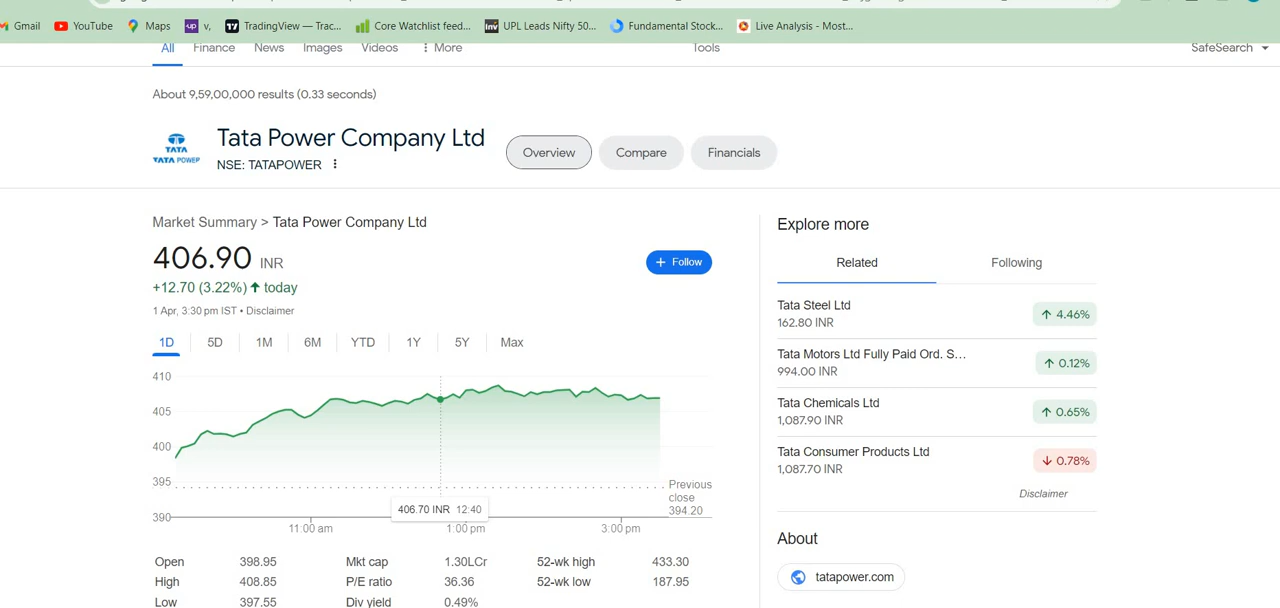 Gmail YouTube Maps v, TradingView — Trac... Core Watchlist feed... UPL Leads Nifty 50... Fundamental Stock... Live Analysis - Most...
All Finance News Images Videos More Tools SafeSearch
About 9,59,00,000 results (0.33 seconds)
TATA
TATA POWER
Tata Power Company Ltd
NSE: TATAPOWER
Overview Compare Financials
Market Summary > Tata Power Company Ltd
406.90 INR
+12.70 (3.22%) today
1 Apr, 3:30 pm IST • Disclaimer
+ Follow
1D 5D 1M 6M YTD 1Y 5Y Max
410
405
400
395
390
Previous
close
394.20
406.70 INR 12:40
11:00 am 1:00 pm 3:00 pm
Open 398.95 Mkt cap 1.30LCr 52-wk high 433.30
High 408.85 P/E ratio 36.36 52-wk low 187.95
Low 397.55 Div yield 0.49%
Explore more
Related Following
Tata Steel Ltd
162.80 INR
4.46%
Tata Motors Ltd Fully Paid Ord. S...
994.00 INR
0.12%
Tata Chemicals Ltd
1,087.90 INR
0.65%
Tata Consumer Products Ltd
1,087.70 INR
0.78%
Disclaimer
About
tatapower.com